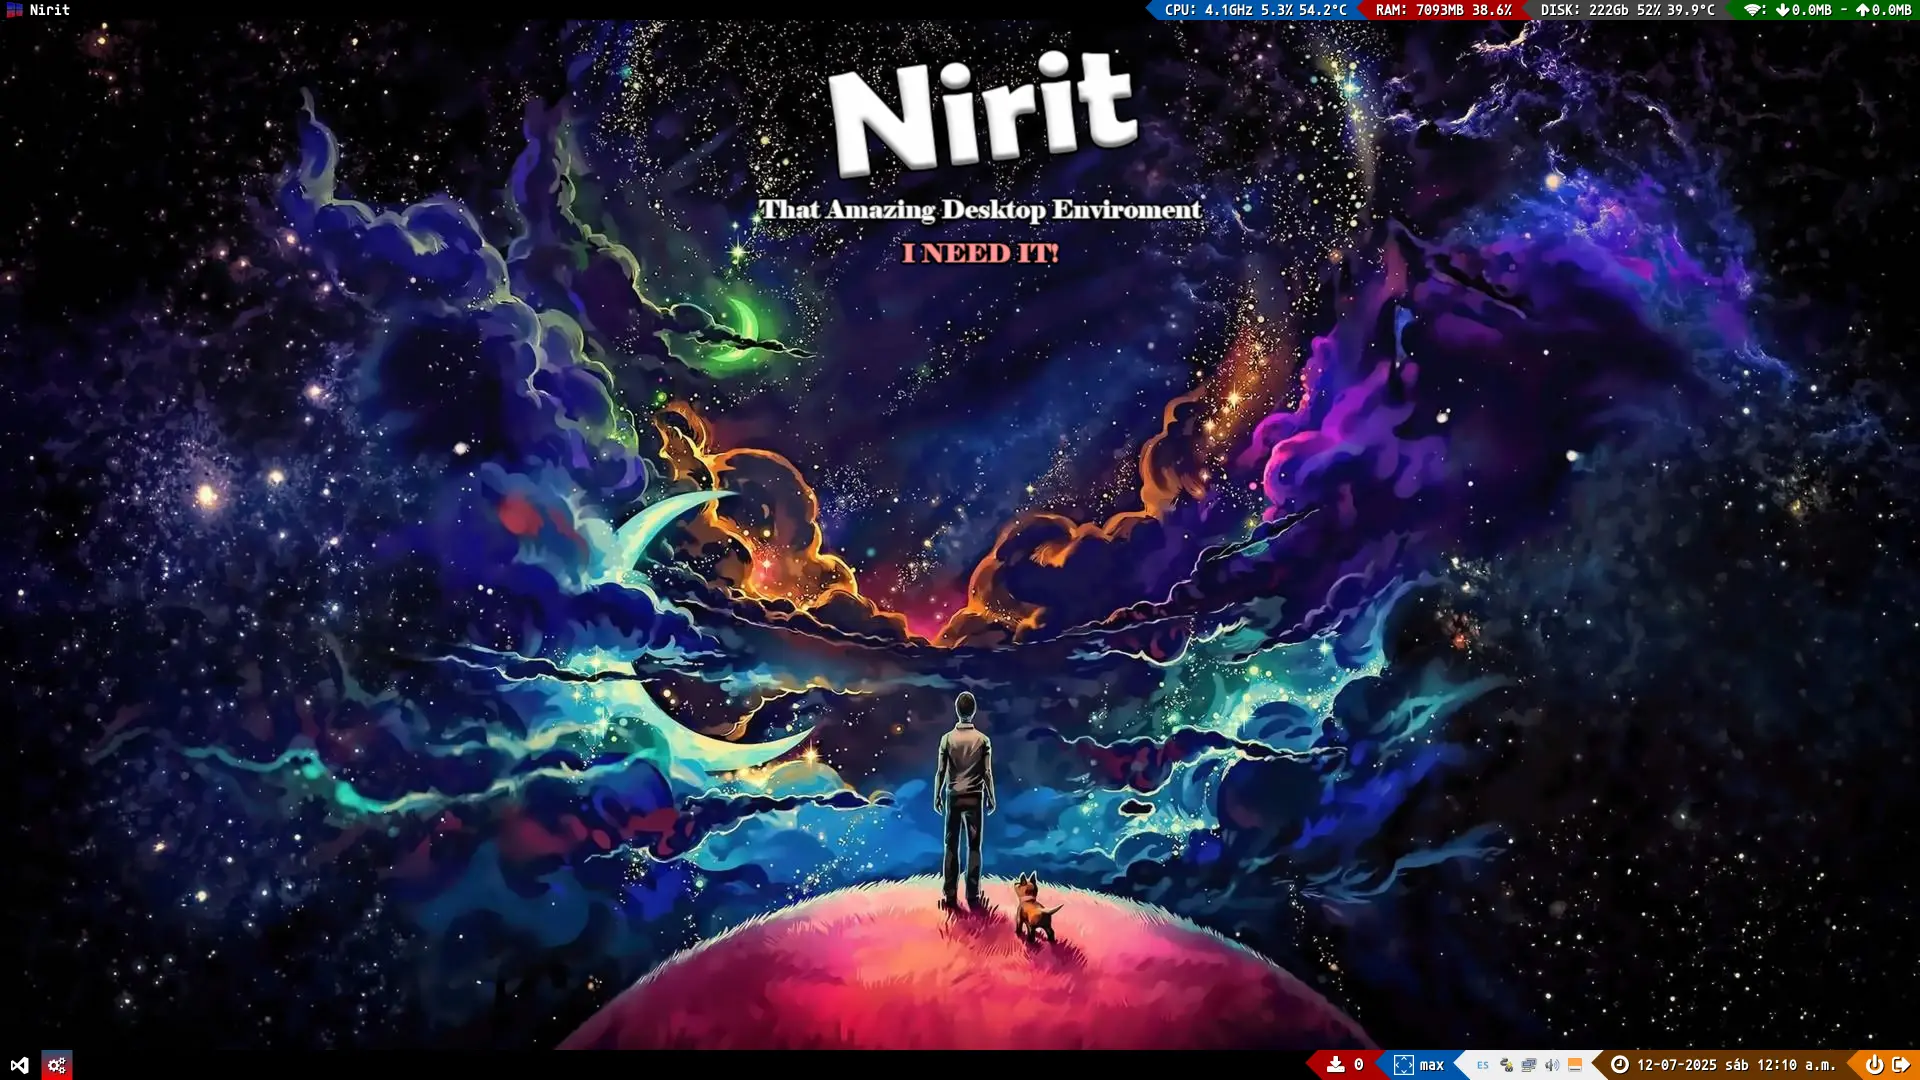 Nirit
CPU: 4.1GHz 5.3% 54.2°C
RAM: 7093MB 38.6%
DISK: 222Gb 52% 39.9°C
: 0.0MB - 0.0MB
Nirit
That Amazing Desktop Enviroment
I NEED IT!
0
max
ES
12-07-2025 sáb 12:10 a.m.